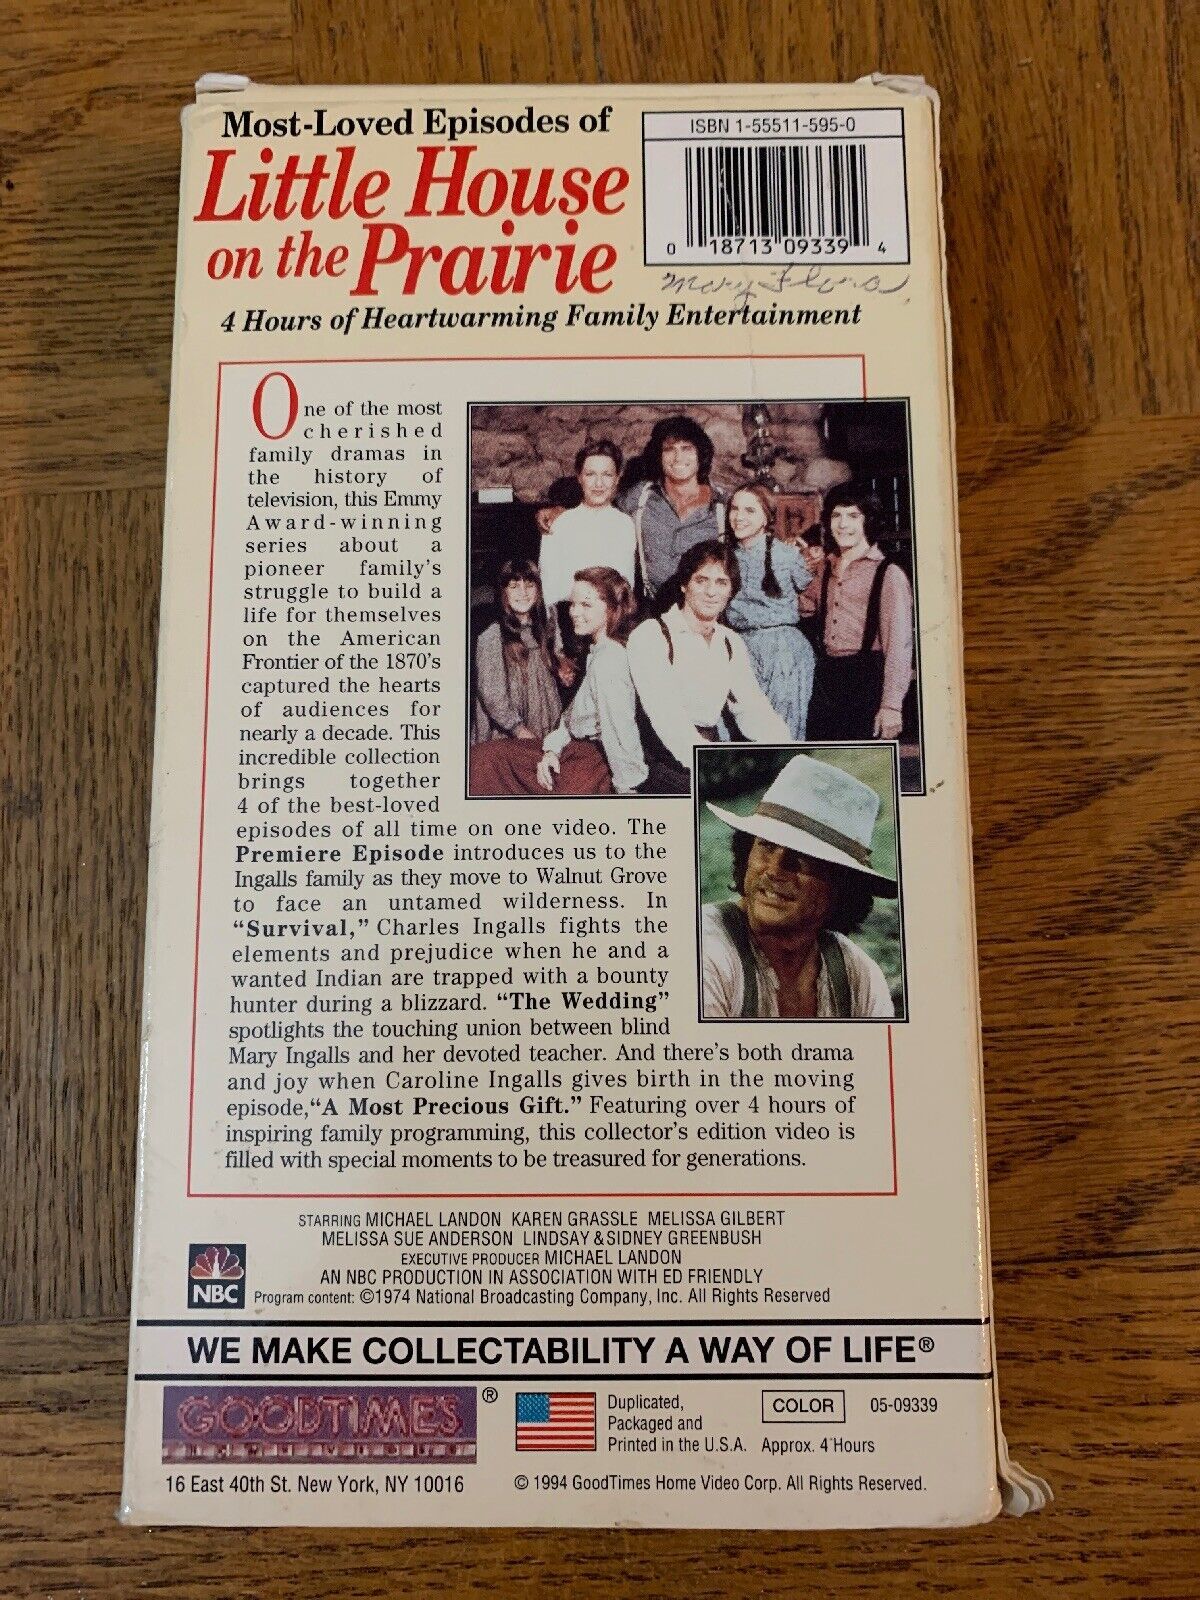 Most-Loved Episodes of
Little House
on the Prairie
ISBN 1-55511-595-0
0 18713 09339 4
Mary Flora
4 Hours of Heartwarming Family Entertainment
One of the most
cherished
family dramas in
the history of
television, this Emmy
Award-winning
series about a
pioneer family's
struggle to build a
life for themselves
on the American
Frontier of the 1870's
captured the hearts
of audiences for
nearly a decade. This
incredible collection
brings together
4 of the best-loved
episodes of all time on one video. The
Premiere Episode introduces us to the
Ingalls family as they move to Walnut Grove
to face an untamed wilderness. In
“Survival,” Charles Ingalls fights the
elements and prejudice when he and a
wanted Indian are trapped with a bounty
hunter during a blizzard. “The Wedding”
spotlights the touching union between blind
Mary Ingalls and her devoted teacher. And there's both drama
and joy when Caroline Ingalls gives birth in the moving
episode,“A Most Precious Gift.” Featuring over 4 hours of
inspiring family programming, this collector's edition video is
filled with special moments to be treasured for generations.
STARRING MICHAEL LANDON KAREN GRASSLE MELISSA GILBERT
MELISSA SUE ANDERSON LINDSAY & SIDNEY GREENBUSH
EXECUTIVE PRODUCER MICHAEL LANDON
AN NBC PRODUCTION IN ASSOCIATION WITH ED FRIENDLY
NBC
Program content: ©1974 National Broadcasting Company, Inc. All Rights Reserved
WE MAKE COLLECTABILITY A WAY OF LIFE®
GOODTIMES ®
HOME VIDEO
16 East 40th St. New York, NY 10016
Duplicated,
Packaged and
Printed in the U.S.A.
COLOR 05-09339
Approx. 4 Hours
© 1994 GoodTimes Home Video Corp. All Rights Reserved.